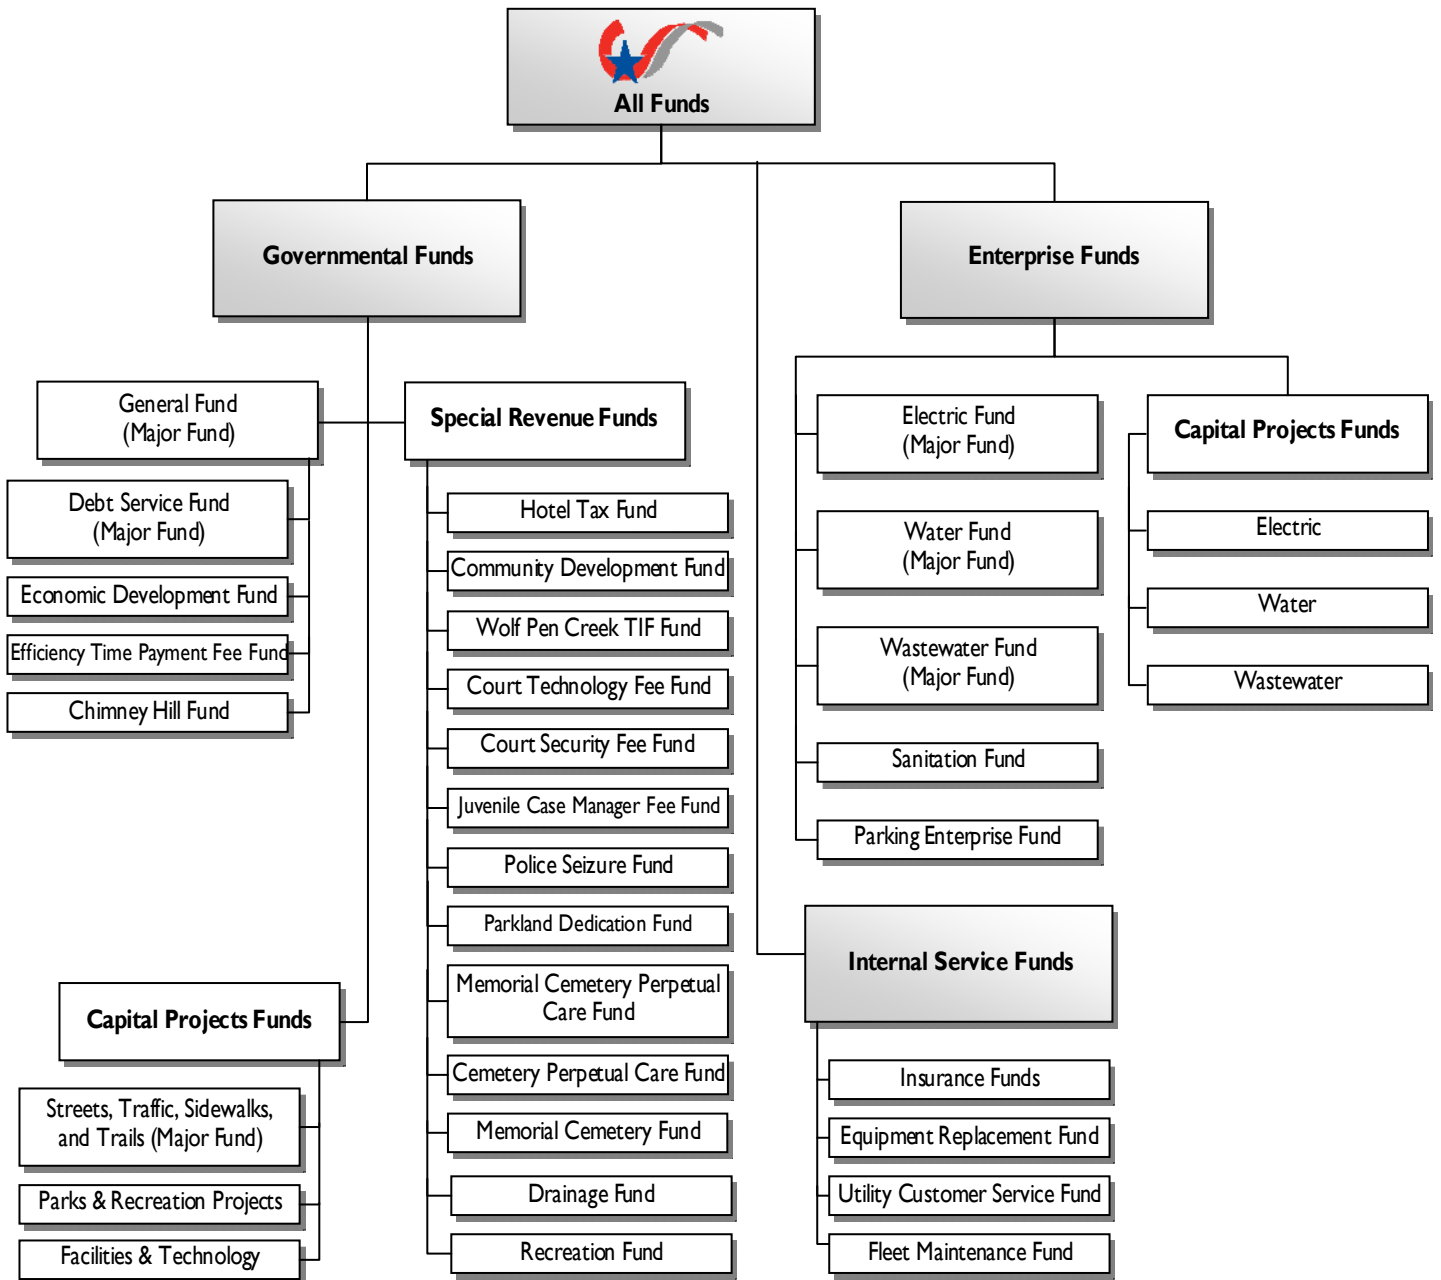 All Funds
Governmental Funds
Enterprise Funds
General Fund
(Major Fund)
Debt Service Fund
(Major Fund)
Economic Development Fund
Efficiency Time Payment Fee Fund
Chimney Hill Fund
Special Revenue Funds
Hotel Tax Fund
Community Development Fund
Wolf Pen Creek TIF Fund
Court Technology Fee Fund
Court Security Fee Fund
Juvenile Case Manager Fee Fund
Police Seizure Fund
Parkland Dedication Fund
Memorial Cemetery Perpetual
Care Fund
Cemetery Perpetual Care Fund
Memorial Cemetery Fund
Drainage Fund
Recreation Fund
Capital Projects Funds
Streets, Traffic, Sidewalks,
and Trails (Major Fund)
Parks & Recreation Projects
Facilities & Technology
Electric Fund
(Major Fund)
Water Fund
(Major Fund)
Wastewater Fund
(Major Fund)
Sanitation Fund
Parking Enterprise Fund
Capital Projects Funds
Electric
Water
Wastewater
Internal Service Funds
Insurance Funds
Equipment Replacement Fund
Utility Customer Service Fund
Fleet Maintenance Fund